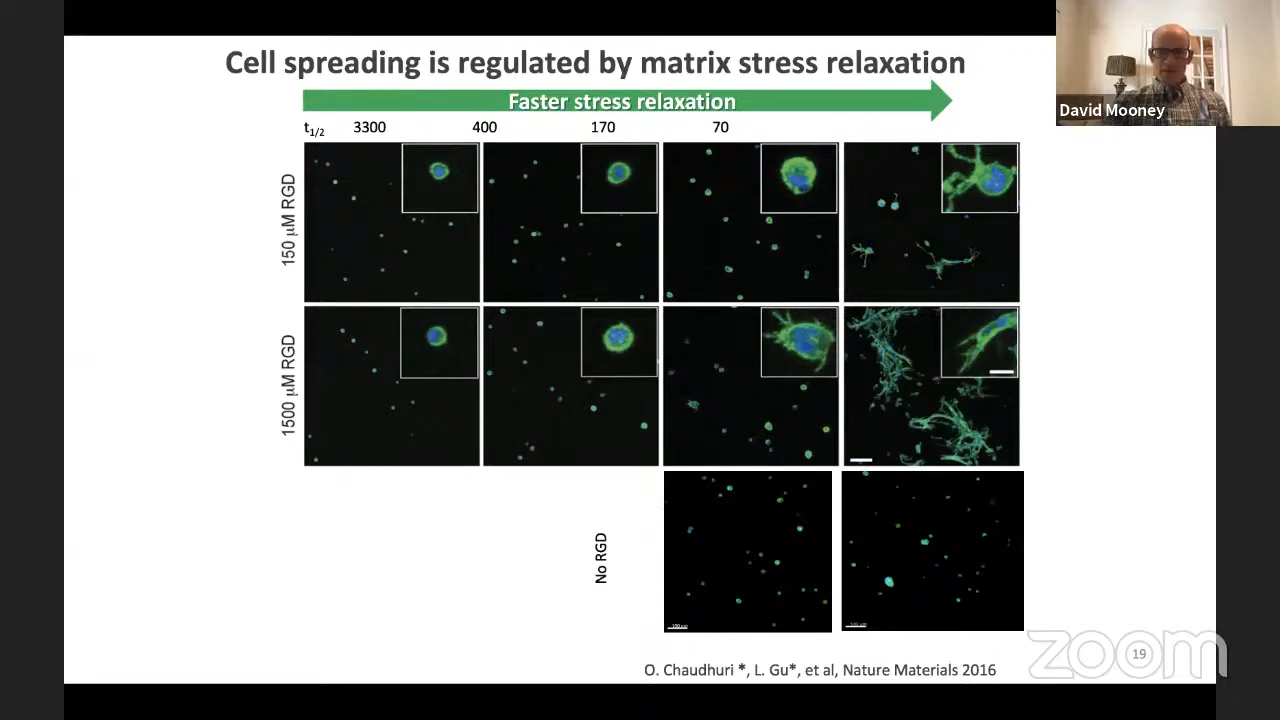 Cell spreading is regulated by matrix stress relaxation
Faster stress relaxation
David Mooney
t1/2 3300 400 170 70
150 μM RGD
1500 μM RGD
No RGD
O. Chaudhuri *, L. Gu*, et al, Nature Materials 2016
zoom
19